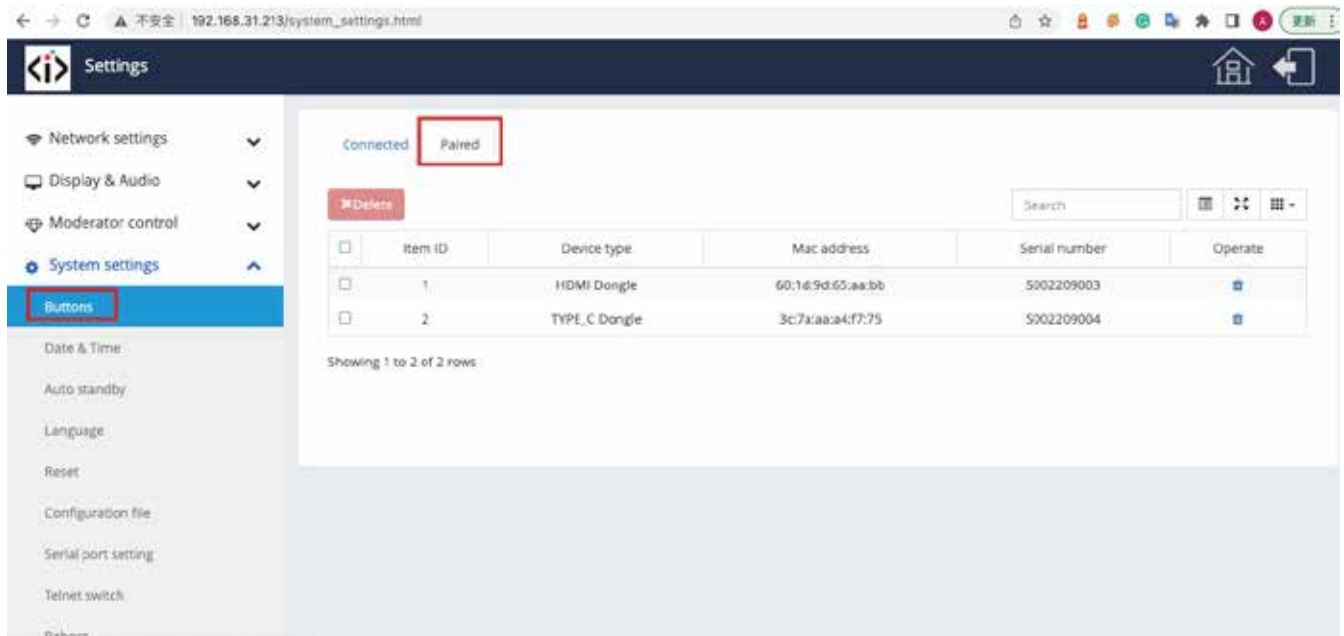 不安全 192.168.31.213/system_settings.html
更新
<i> Settings
Network settings
Display & Audio
Moderator control
System settings
Buttons
Date & Time
Auto standby
Language
Reset
Configuration file
Serial port setting
Telnet switch
Reboot
Connected Paired
Delete
Search
Item ID Device type Mac address Serial number Operate
1 HDMI Dongle 60:1d:9d:65:aa:bb S002209003
2 TYPE_C Dongle 3c:7a:aa:a4:f7:75 S002209004
Showing 1 to 2 of 2 rows